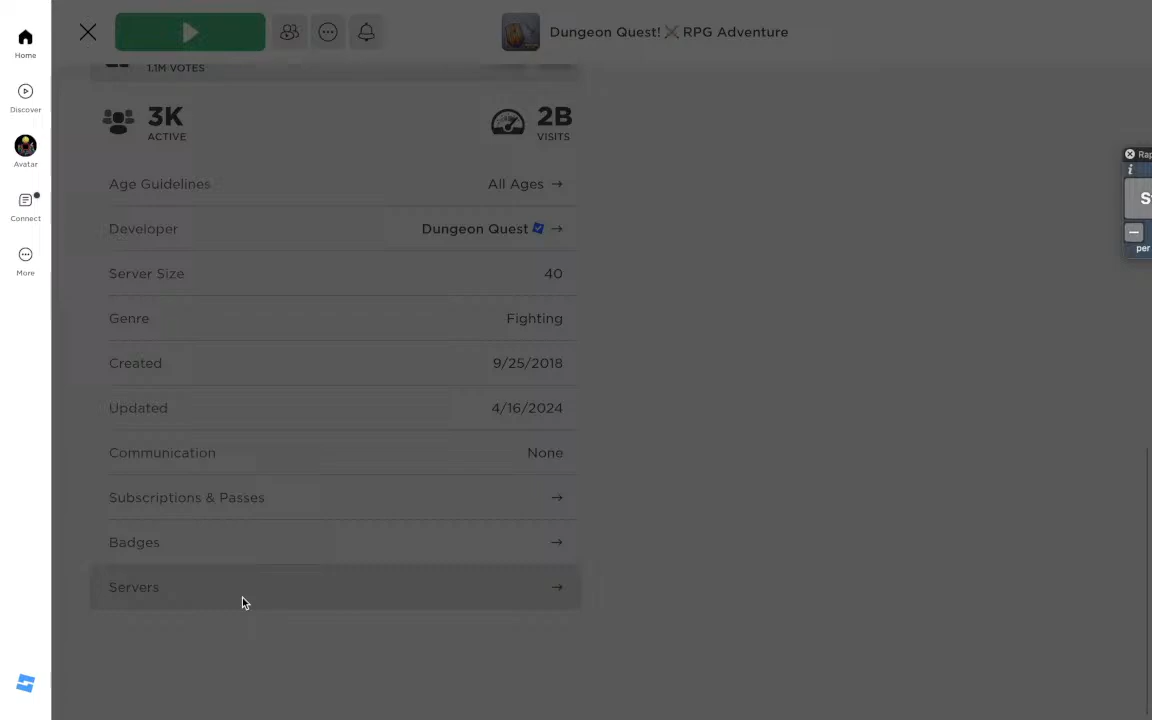 Home
Discover
Avatar
Connect
More
Dungeon Quest! ⚔ RPG Adventure
1.1M VOTES
3K
ACTIVE
2B
VISITS
Age Guidelines All Ages →
Developer Dungeon Quest →
Server Size 40
Genre Fighting
Created 9/25/2018
Updated 4/16/2024
Communication None
Subscriptions & Passes →
Badges →
Servers →
i
per